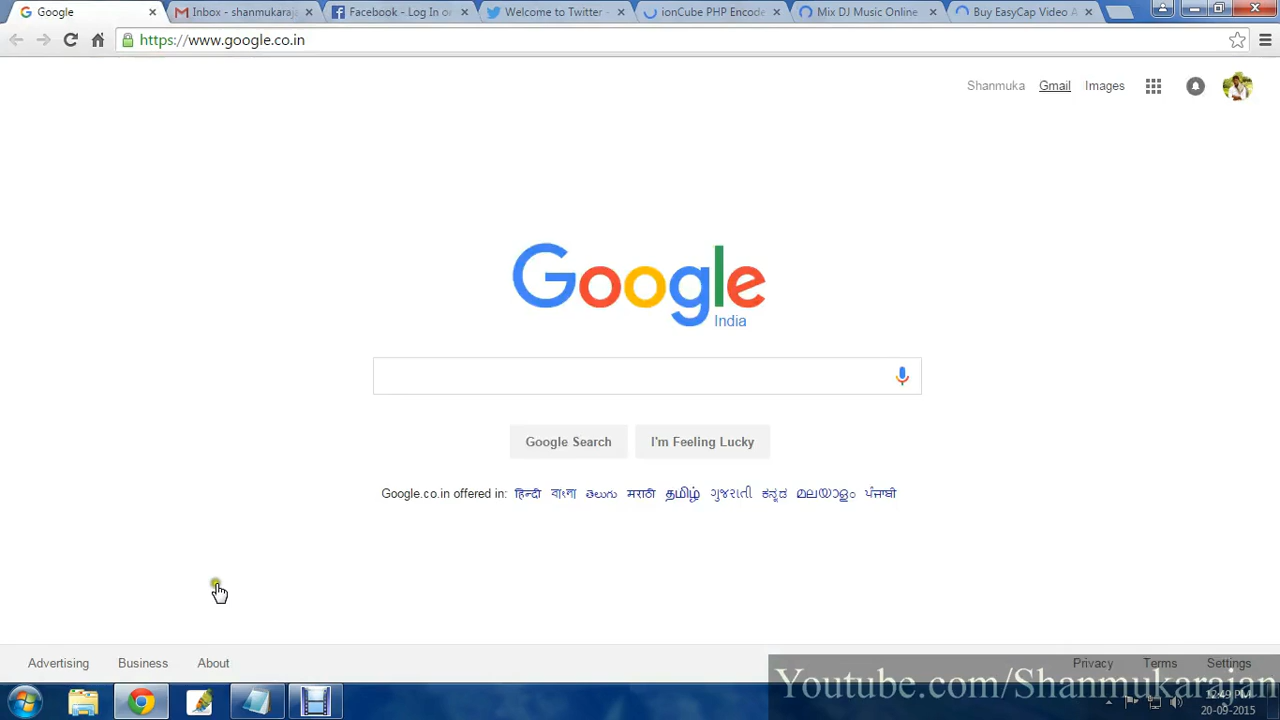 Google
Inbox - shanmukaraj
Facebook - Log In or
Welcome to Twitter -
ionCube PHP Encode
Mix DJ Music Online
Buy EasyCap Video A
https://www.google.co.in
Shanmuka Gmail Images
Google
India
Google Search I'm Feeling Lucky
Google.co.in offered in: हिन्दी বাংলা తెలుగు मराठी தமிழ் ગુજરાતી ಕನ್ನಡ മലയാളം ਪੰਜਾਬੀ
Advertising Business About
Privacy Terms Settings
Youtube.com/Shanmukarajan
12:49 PM
20-09-2015